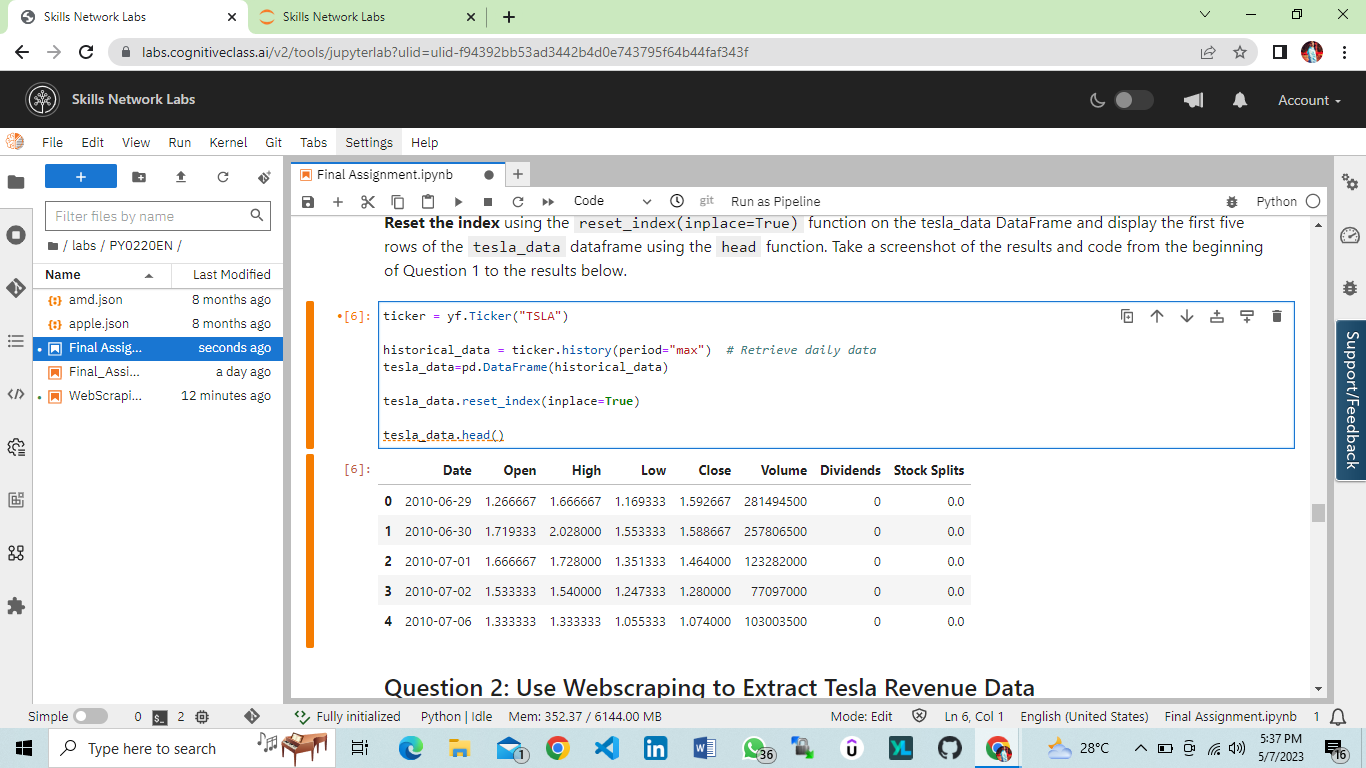 Skills Network Labs
Skills Network Labs
labs.cognitiveclass.ai/v2/tools/jupyterlab?ulid=ulid-f94392bb53ad3442b4d0e743795f64b44faf343f
Skills Network Labs
Account
File Edit View Run Kernel Git Tabs Settings Help
Final Assignment.ipynb
Code git Run as Pipeline Python
Filter files by name
/ labs / PY0220EN /
Name Last Modified
amd.json 8 months ago
apple.json 8 months ago
Final Assig... seconds ago
Final_Assi... a day ago
WebScrapi... 12 minutes ago
Reset the index using the reset_index(inplace=True) function on the tesla_data DataFrame and display the first five
rows of the tesla_data dataframe using the head function. Take a screenshot of the results and code from the beginning
of Question 1 to the results below.
[6]: ticker = yf.Ticker("TSLA")
historical_data = ticker.history(period="max") # Retrieve daily data
tesla_data=pd.DataFrame(historical_data)
tesla_data.reset_index(inplace=True)
tesla_data.head()
[6]: Date Open High Low Close Volume Dividends Stock Splits
0 2010-06-29 1.266667 1.666667 1.169333 1.592667 281494500 0 0.0
1 2010-06-30 1.719333 2.028000 1.553333 1.588667 257806500 0 0.0
2 2010-07-01 1.666667 1.728000 1.351333 1.464000 123282000 0 0.0
3 2010-07-02 1.533333 1.540000 1.247333 1.280000 77097000 0 0.0
4 2010-07-06 1.333333 1.333333 1.055333 1.074000 103003500 0 0.0
Question 2: Use Webscraping to Extract Tesla Revenue Data
Support/Feedback
Simple 0 2 Fully initialized Python | Idle Mem: 352.37 / 6144.00 MB Mode: Edit Ln 6, Col 1 English (United States) Final Assignment.ipynb 1
Type here to search 1 36 28°C 5:37 PM
5/7/2023 16